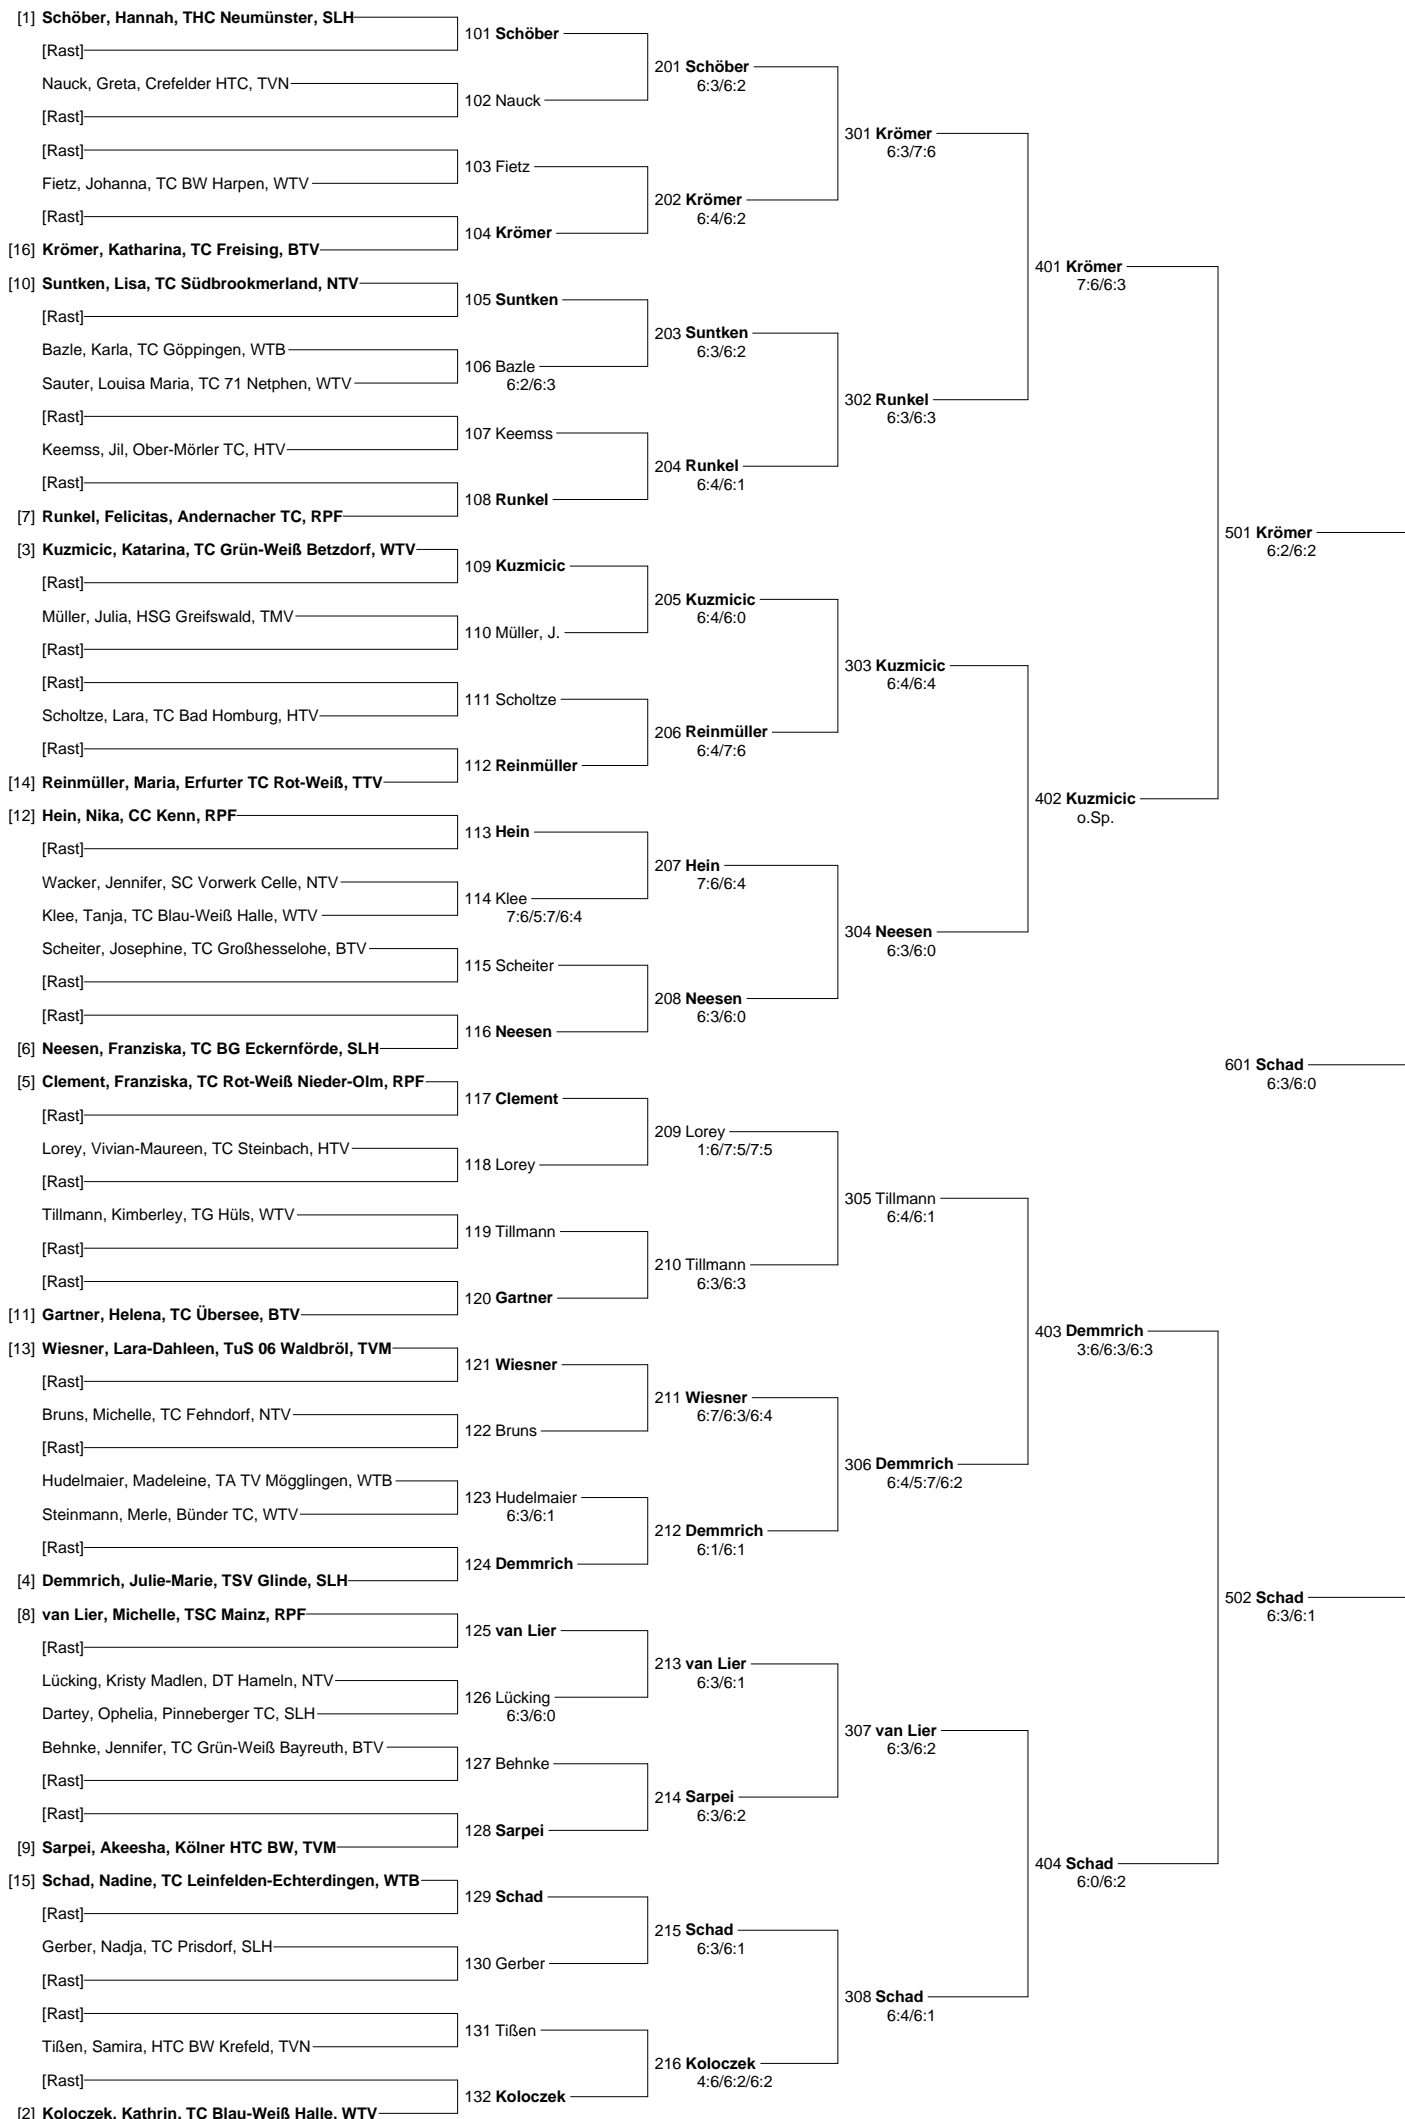 [1] Schöber, Hannah, THC Neumünster, SLH
[Rast]
Nauck, Greta, Crefelder HTC, TVN
[Rast]
[Rast]
Fietz, Johanna, TC BW Harpen, WTV
[Rast]
[16] Krömer, Katharina, TC Freising, BTV
[10] Suntken, Lisa, TC Südbrookmerland, NTV
[Rast]
Bazle, Karla, TC Göppingen, WTB
Sauter, Louisa Maria, TC 71 Netphen, WTV
[Rast]
Keemss, Jil, Ober-Mörler TC, HTV
[Rast]
[7] Runkel, Felicitas, Andernacher TC, RPF
[3] Kuzmicic, Katarina, TC Grün-Weiß Betzdorf, WTV
[Rast]
Müller, Julia, HSG Greifswald, TMV
[Rast]
[Rast]
Scholtze, Lara, TC Bad Homburg, HTV
[Rast]
[14] Reinmüller, Maria, Erfurter TC Rot-Weiß, TTV
[12] Hein, Nika, CC Kenn, RPF
[Rast]
Wacker, Jennifer, SC Vorwerk Celle, NTV
Klee, Tanja, TC Blau-Weiß Halle, WTV
Scheiter, Josephine, TC Großhesselohe, BTV
[Rast]
[Rast]
[6] Neesen, Franziska, TC BG Eckernförde, SLH
[5] Clement, Franziska, TC Rot-Weiß Nieder-Olm, RPF
[Rast]
Lorey, Vivian-Maureen, TC Steinbach, HTV
[Rast]
Tillmann, Kimberley, TG Hüls, WTV
[Rast]
[Rast]
[11] Gartner, Helena, TC Übersee, BTV
[13] Wiesner, Lara-Dahleen, TuS 06 Waldbröl, TVM
[Rast]
Bruns, Michelle, TC Fehndorf, NTV
[Rast]
Hudelmaier, Madeleine, TA TV Mögglingen, WTB
Steinmann, Merle, Bünder TC, WTV
[Rast]
[4] Demmrich, Julie-Marie, TSV Glinde, SLH
[8] van Lier, Michelle, TSC Mainz, RPF
[Rast]
Lücking, Kristy Madlen, DT Hameln, NTV
Dartey, Ophelia, Pinneberger TC, SLH
Behnke, Jennifer, TC Grün-Weiß Bayreuth, BTV
[Rast]
[Rast]
[9] Sarpei, Akeesha, Kölner HTC BW, TVM
[15] Schad, Nadine, TC Leinfelden-Echterdingen, WTB
[Rast]
Gerber, Nadja, TC Prisdorf, SLH
[Rast]
[Rast]
Tißen, Samira, HTC BW Krefeld, TVN
[Rast]
[2] Koloczek, Kathrin, TC Blau-Weiß Halle, WTV
101 Schöber
102 Nauck
103 Fietz
104 Krömer
105 Suntken
106 Bazle
6:2/6:3
107 Keemss
108 Runkel
109 Kuzmicic
110 Müller, J.
111 Scholtze
112 Reinmüller
113 Hein
114 Klee
7:6/5:7/6:4
115 Scheiter
116 Neesen
117 Clement
118 Lorey
119 Tillmann
120 Gartner
121 Wiesner
122 Bruns
123 Hudelmaier
6:3/6:1
124 Demmrich
125 van Lier
126 Lücking
6:3/6:0
127 Behnke
128 Sarpei
129 Schad
130 Gerber
131 Tißen
132 Koloczek
201 Schöber
6:3/6:2
202 Krömer
6:4/6:2
203 Suntken
6:3/6:2
204 Runkel
6:4/6:1
205 Kuzmicic
6:4/6:0
206 Reinmüller
6:4/7:6
207 Hein
7:6/6:4
208 Neesen
6:3/6:0
209 Lorey
1:6/7:5/7:5
210 Tillmann
6:3/6:3
211 Wiesner
6:7/6:3/6:4
212 Demmrich
6:1/6:1
213 van Lier
6:3/6:1
214 Sarpei
6:3/6:2
215 Schad
6:3/6:1
216 Koloczek
4:6/6:2/6:2
301 Krömer
6:3/7:6
302 Runkel
6:3/6:3
303 Kuzmicic
6:4/6:4
304 Neesen
6:3/6:0
305 Tillmann
6:4/6:1
306 Demmrich
6:4/5:7/6:2
307 van Lier
6:3/6:2
308 Schad
6:4/6:1
401 Krömer
7:6/6:3
402 Kuzmicic
o.Sp.
403 Demmrich
3:6/6:3/6:3
404 Schad
6:0/6:2
501 Krömer
6:2/6:2
601 Schad
6:3/6:0
502 Schad
6:3/6:1